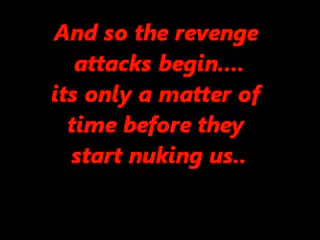 And so the revenge
attacks begin....
its only a matter of
time before they
start nuking us..